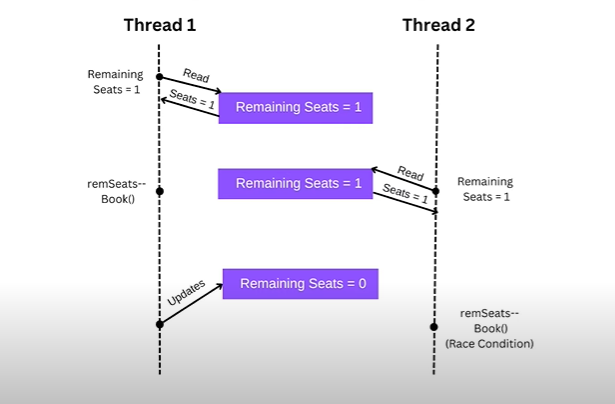 Thread 1
Thread 2
Remaining
Seats = 1
Read
Seats = 1
Remaining Seats = 1
remSeats--
Book()
Remaining Seats = 1
Read
Seats = 1
Remaining
Seats = 1
Updates
Remaining Seats = 0
remSeats--
Book()
(Race Condition)